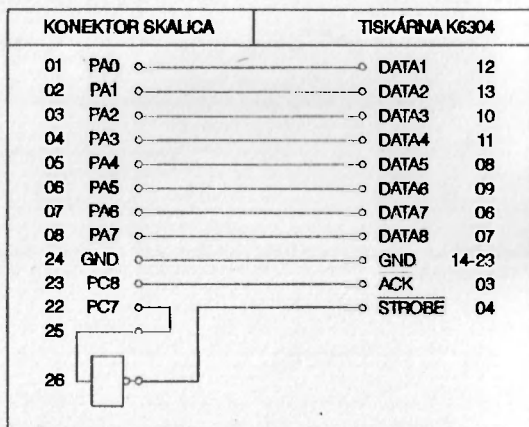 KONEKTOR SKALICA TISKÁRNA K6304
01 PA0 DATA1 12
02 PA1 DATA2 13
03 PA2 DATA3 10
04 PA3 DATA4 11
05 PA4 DATA5 08
06 PA5 DATA6 09
07 PA6 DATA7 06
08 PA7 DATA8 07
24 GND GND 14-23
23 PC8 ACK 03
22 PC7 STROBE 04
25
26